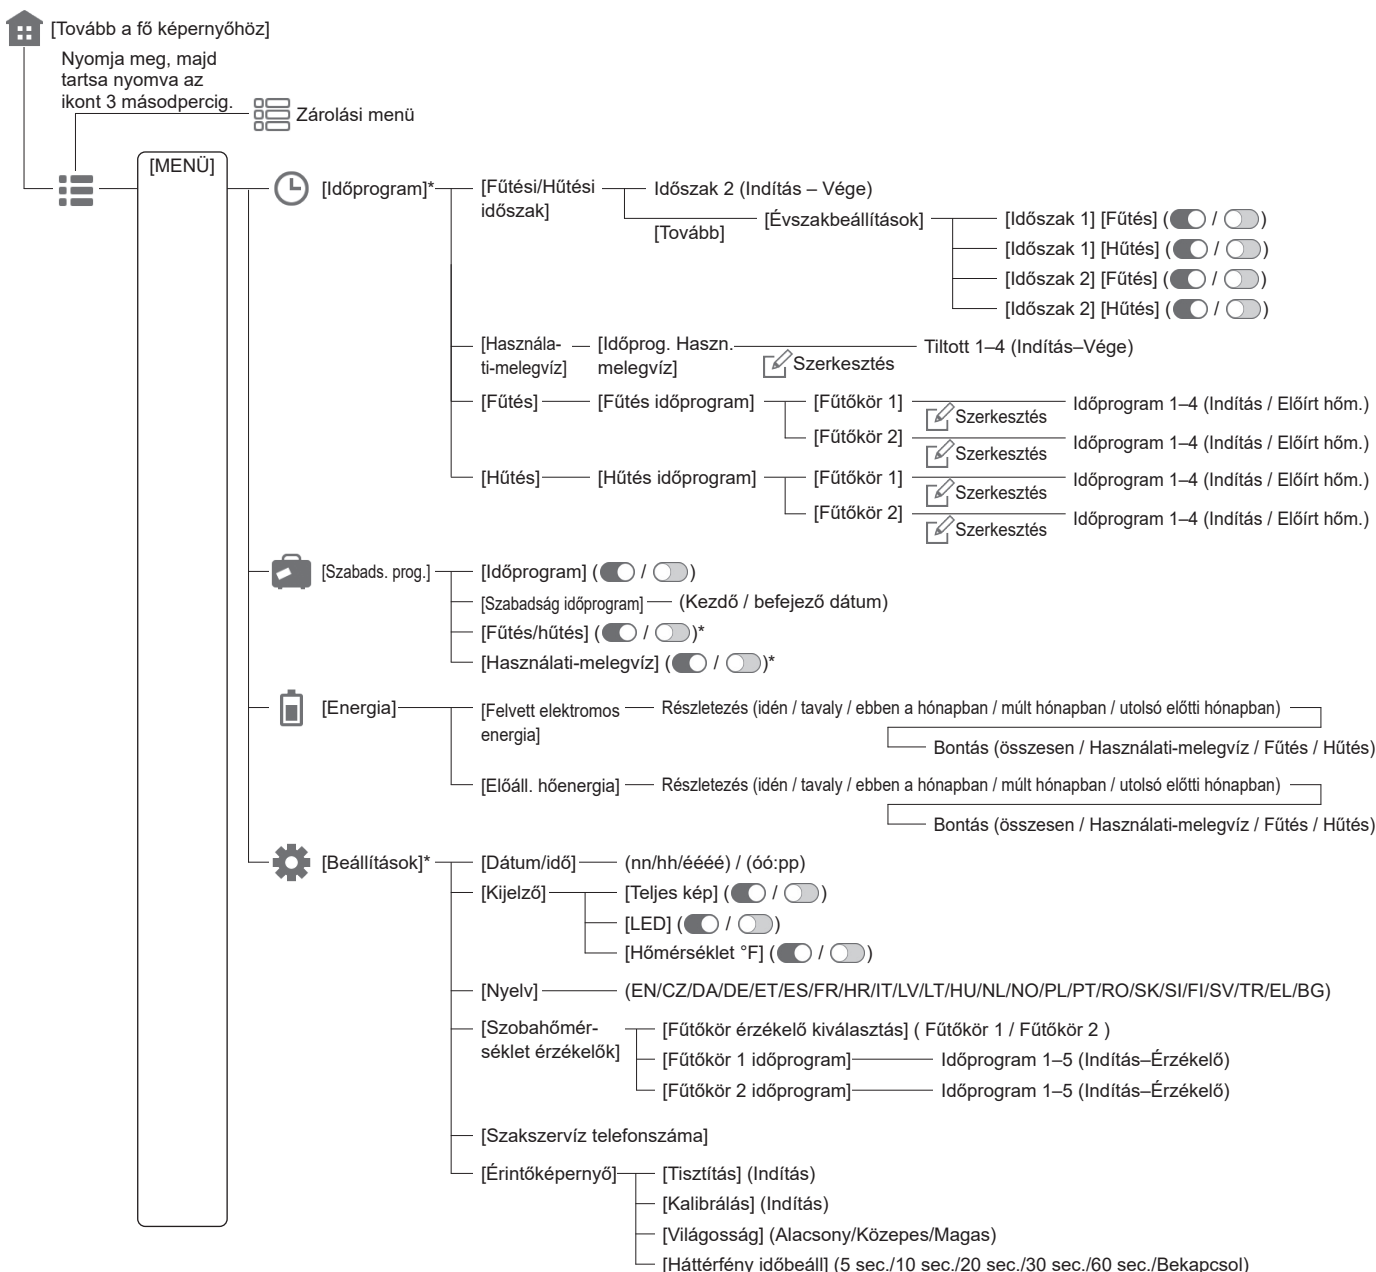 [Tovább a fő képernyőhöz]
Nyomja meg, majd
tartsa nyomva az
ikont 3 másodpercig.
Zárolási menü
[MENÜ]
[Időprogram]*
[Fűtési/Hűtési
időszak]
Időszak 2 (Indítás – Vége)
[Tovább]
[Évszakbeállítások]
[Időszak 1] [Fűtés] ( / )
[Időszak 1] [Hűtés] ( / )
[Időszak 2] [Fűtés] ( / )
[Időszak 2] [Hűtés] ( / )
[Használa-
ti-melegvíz]
[Időprog. Haszn.
melegvíz]
Szerkesztés
Tiltott 1–4 (Indítás–Vége)
[Fűtés]
[Fűtés időprogram]
[Fűtőkör 1]
Szerkesztés
Időprogram 1–4 (Indítás / Előírt hőm.)
[Fűtőkör 2]
Szerkesztés
Időprogram 1–4 (Indítás / Előírt hőm.)
[Hűtés]
[Hűtés időprogram]
[Fűtőkör 1]
Szerkesztés
Időprogram 1–4 (Indítás / Előírt hőm.)
[Fűtőkör 2]
Szerkesztés
Időprogram 1–4 (Indítás / Előírt hőm.)
[Szabads. prog.]
[Időprogram] ( / )
[Szabadság időprogram]
(Kezdő / befejező dátum)
[Fűtés/hűtés] ( / )*
[Használati-melegvíz] ( / )*
[Energia]
[Felvett elektromos
energia]
Részletezés (idén / tavaly / ebben a hónapban / múlt hónapban / utolsó előtti hónapban)
Bontás (összesen / Használati-melegvíz / Fűtés / Hűtés)
[Előáll. hőenergia]
Részletezés (idén / tavaly / ebben a hónapban / múlt hónapban / utolsó előtti hónapban)
Bontás (összesen / Használati-melegvíz / Fűtés / Hűtés)
[Beállítások]*
[Dátum/idő]
(nn/hh/éééé) / (óó:pp)
[Kijelző]
[Teljes kép] ( / )
[LED] ( / )
[Hőmérséklet °F] ( / )
[Nyelv]
(EN/CZ/DA/DE/ET/ES/FR/HR/IT/LV/LT/HU/NL/NO/PL/PT/RO/SK/SI/FI/SV/TR/EL/BG)
[Szobahőmér-
séklet érzékelők]
[Fűtőkör érzékelő kiválasztás] ( Fűtőkör 1 / Fűtőkör 2 )
[Fűtőkör 1 időprogram]
Időprogram 1–5 (Indítás–Érzékelő)
[Fűtőkör 2 időprogram]
Időprogram 1–5 (Indítás–Érzékelő)
[Szakszervíz telefonszáma]
[Érintőképernyő]
[Tisztítás] (Indítás)
[Kalibrálás] (Indítás)
[Világosság] (Alacsony/Közepes/Magas)
[Háttérfény időbeáll] (5 sec./10 sec./20 sec./30 sec./60 sec./Bekapcsol)